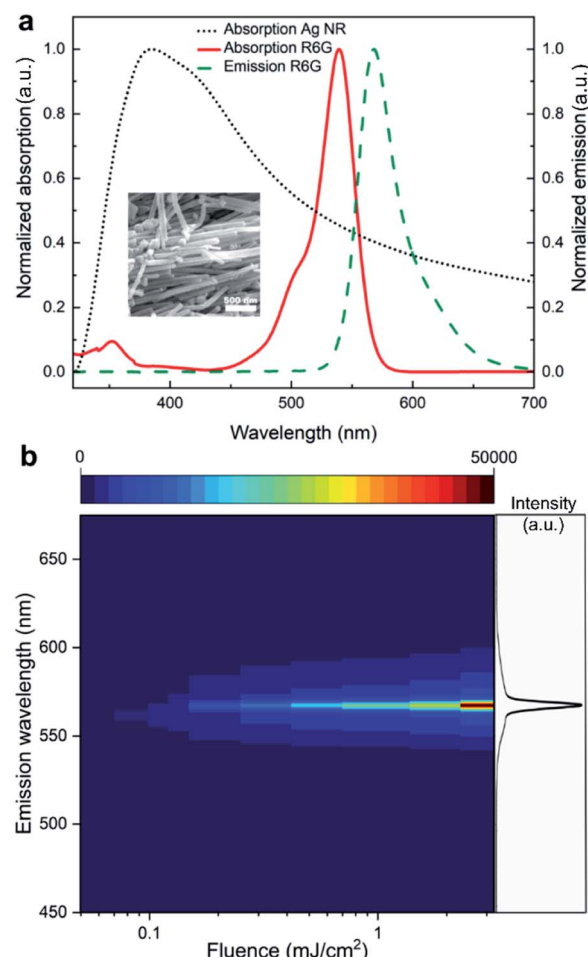 a
Absorption Ag NR
Absorption R6G
Emission R6G
Normalized absorption(a.u.)
1.0
0.8
0.6
0.4
0.2
0.0
500 nm
1.0
0.8
0.6
0.4
0.2
0.0
Normalized emission(a.u.)
400 500 600 700
Wavelength (nm)
b
0 50000
Intensity
(a.u.)
Emission wavelength (nm)
650
600
550
500
450
0.1 1
Fluence (mJ/cm²)